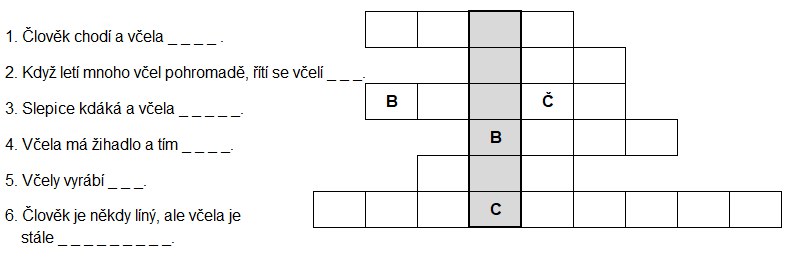 1. Člověk chodí a včela _ _ _ _ .
2. Když letí mnoho včel pohromadě, řítí se včelí _ _ _.
3. Slepice kdáká a včela _ _ _ _ _.
B Č
4. Včela má žihadlo a tím _ _ _ _.
B
5. Včely vyrábí _ _ _.
6. Člověk je někdy líný, ale včela je
stále _ _ _ _ _ _ _ _ _.
C